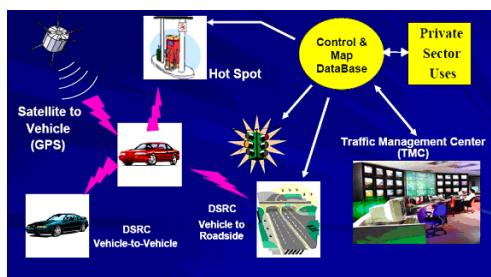 Control &
Map
DataBase
Private
Sector
Uses
Hot Spot
Satellite to
Vehicle
(GPS)
Traffic Management Center
(TMC)
DSRC
Vehicle to
Roadside
DSRC
Vehicle-to-Vehicle